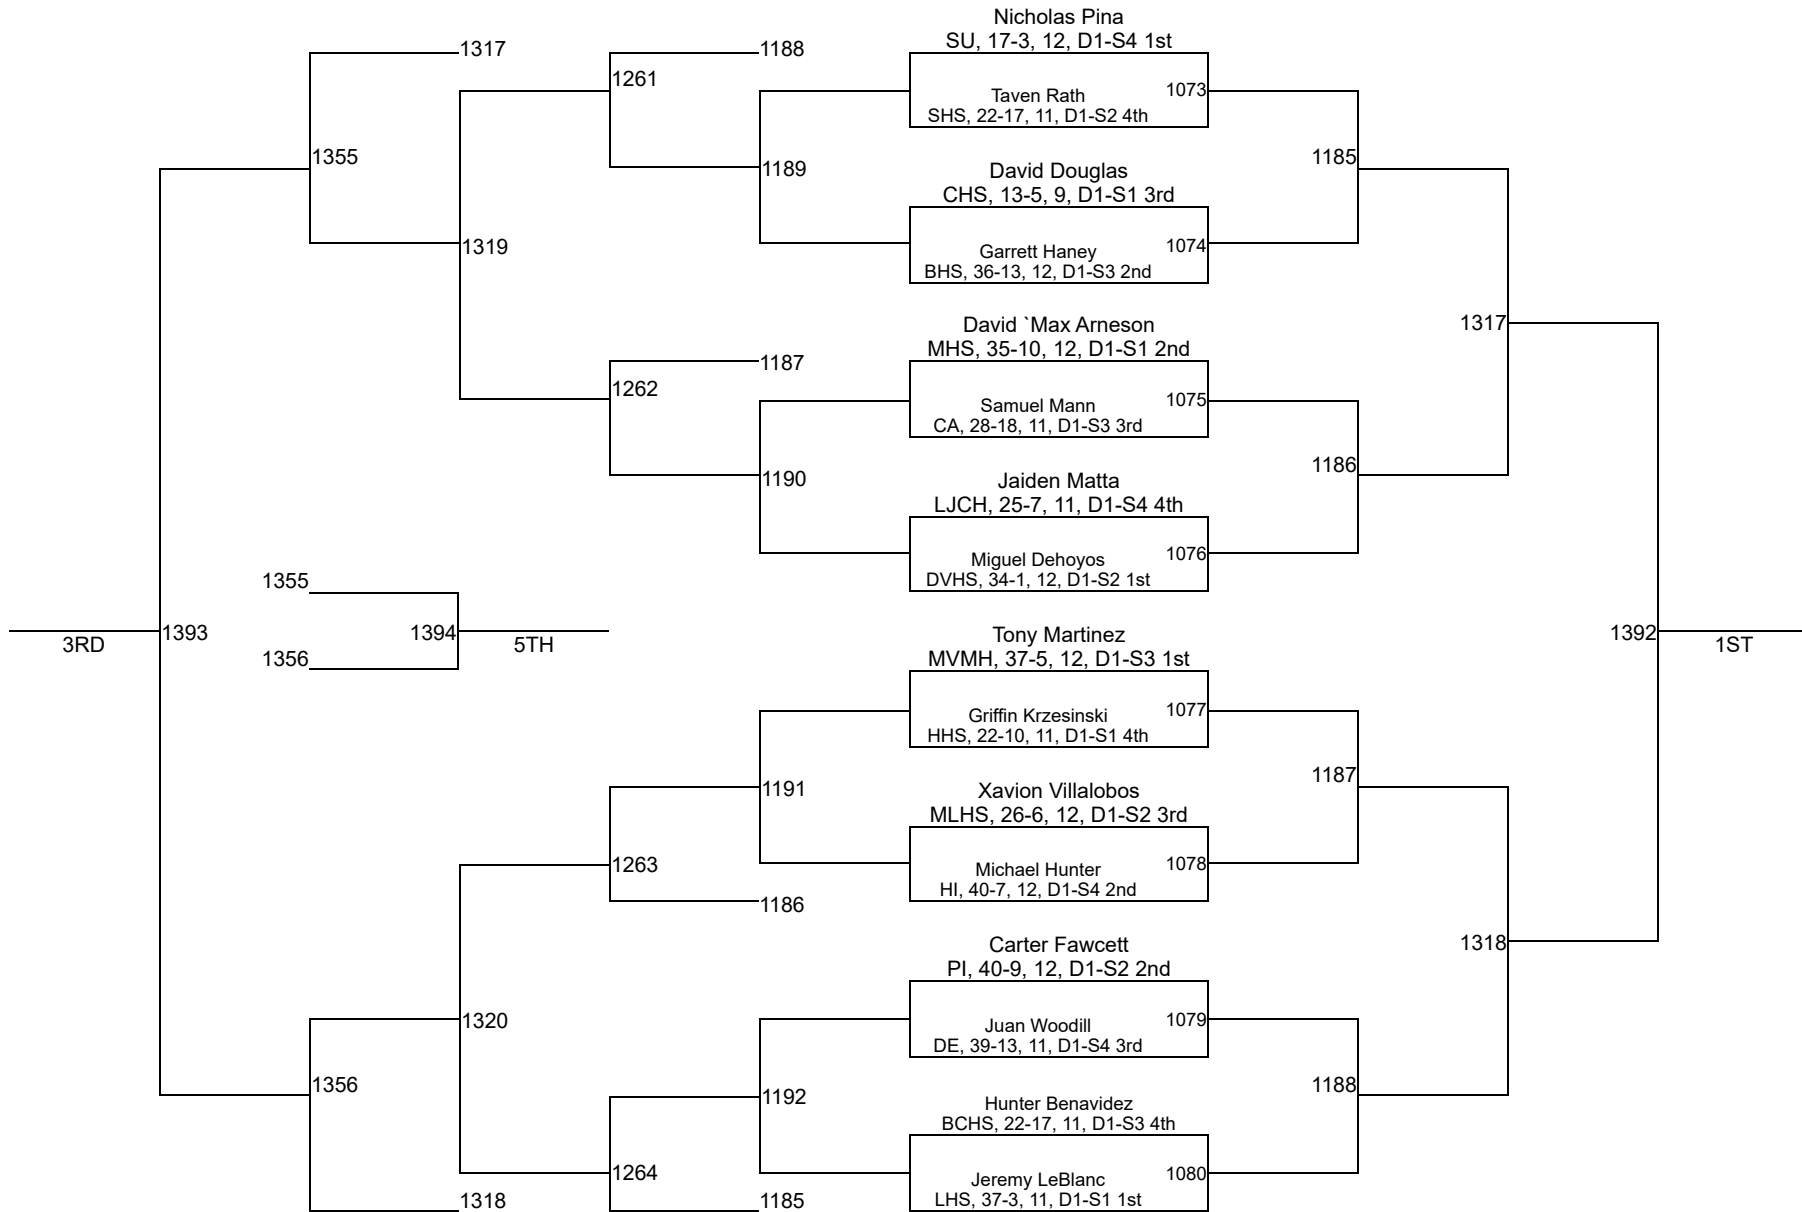 Nicholas Pina
SU, 17-3, 12, D1-S4 1st
1317
1188
1261
1073
Taven Rath
SHS, 22-17, 11, D1-S2 4th
1355
1189
1185
David Douglas
CHS, 13-5, 9, D1-S1 3rd
1319
1074
Garrett Haney
BHS, 36-13, 12, D1-S3 2nd
1317
David `Max Arneson
MHS, 35-10, 12, D1-S1 2nd
1187
1262
1075
Samuel Mann
CA, 28-18, 11, D1-S3 3rd
1190
1186
Jaiden Matta
LJCH, 25-7, 11, D1-S4 4th
1076
Miguel Dehoyos
DVHS, 34-1, 12, D1-S2 1st
1355
3RD
1393
1394
5TH
1392
1ST
1356
Tony Martinez
MVMH, 37-5, 12, D1-S3 1st
1077
Griffin Krzesinski
HHS, 22-10, 11, D1-S1 4th
1191
1187
Xavion Villalobos
MLHS, 26-6, 12, D1-S2 3rd
1263
1078
Michael Hunter
HI, 40-7, 12, D1-S4 2nd
1186
1318
Carter Fawcett
PI, 40-9, 12, D1-S2 2nd
1320
1079
Juan Woodill
DE, 39-13, 11, D1-S4 3rd
1356
1192
1188
Hunter Benavidez
BCHS, 22-17, 11, D1-S3 4th
1264
1080
Jeremy LeBlanc
LHS, 37-3, 11, D1-S1 1st
1318
1185